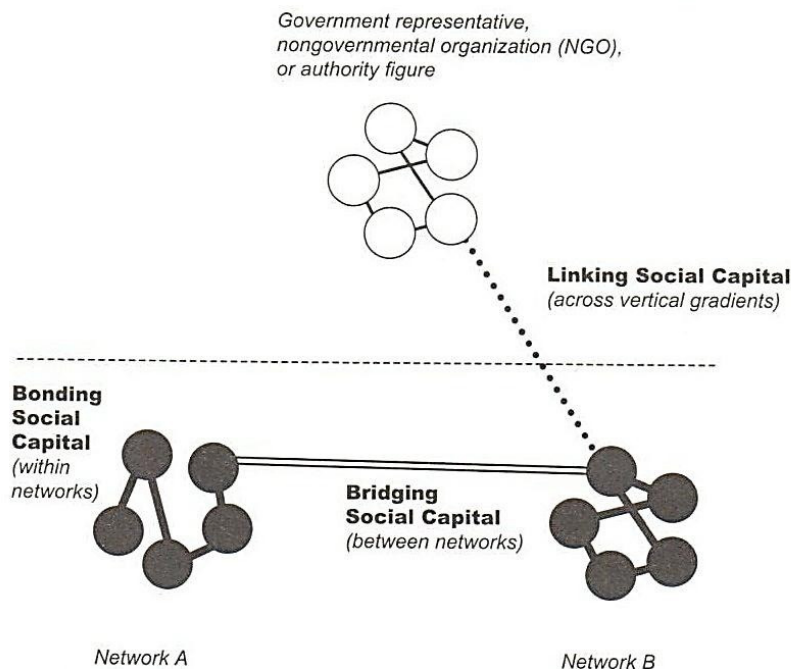 Government representative,
nongovernmental organization (NGO),
or authority figure
Linking Social Capital
(across vertical gradients)
Bonding
Social
Capital
(within
networks)
Bridging
Social Capital
(between networks)
Network A
Network B